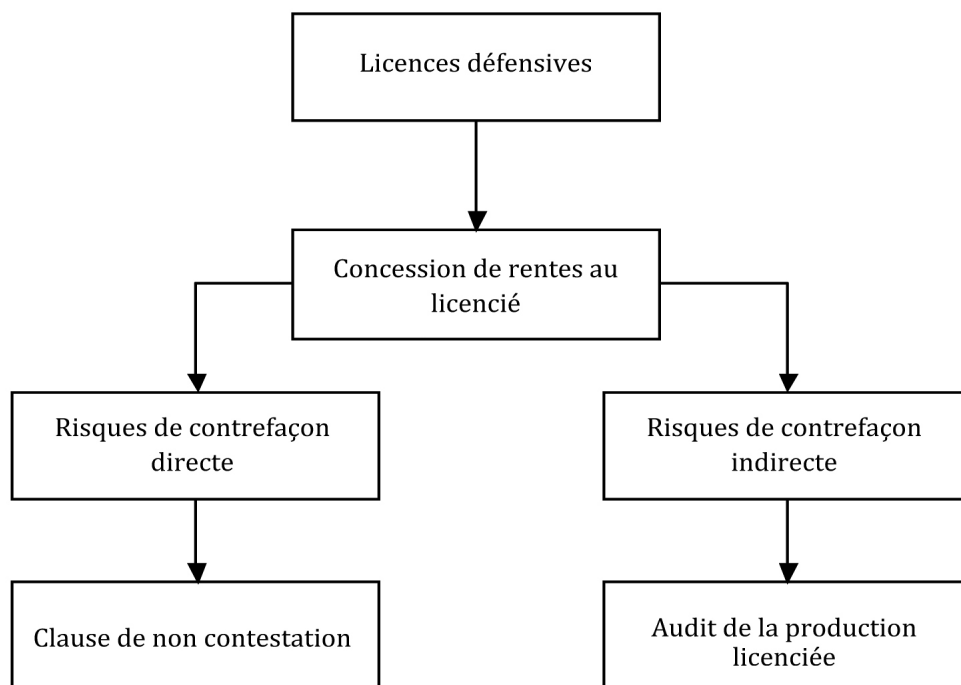 Licences défensives
Concession de rentes au
licencié
Risques de contrefaçon
directe
Risques de contrefaçon
indirecte
Clause de non contestation
Audit de la production
licenciée